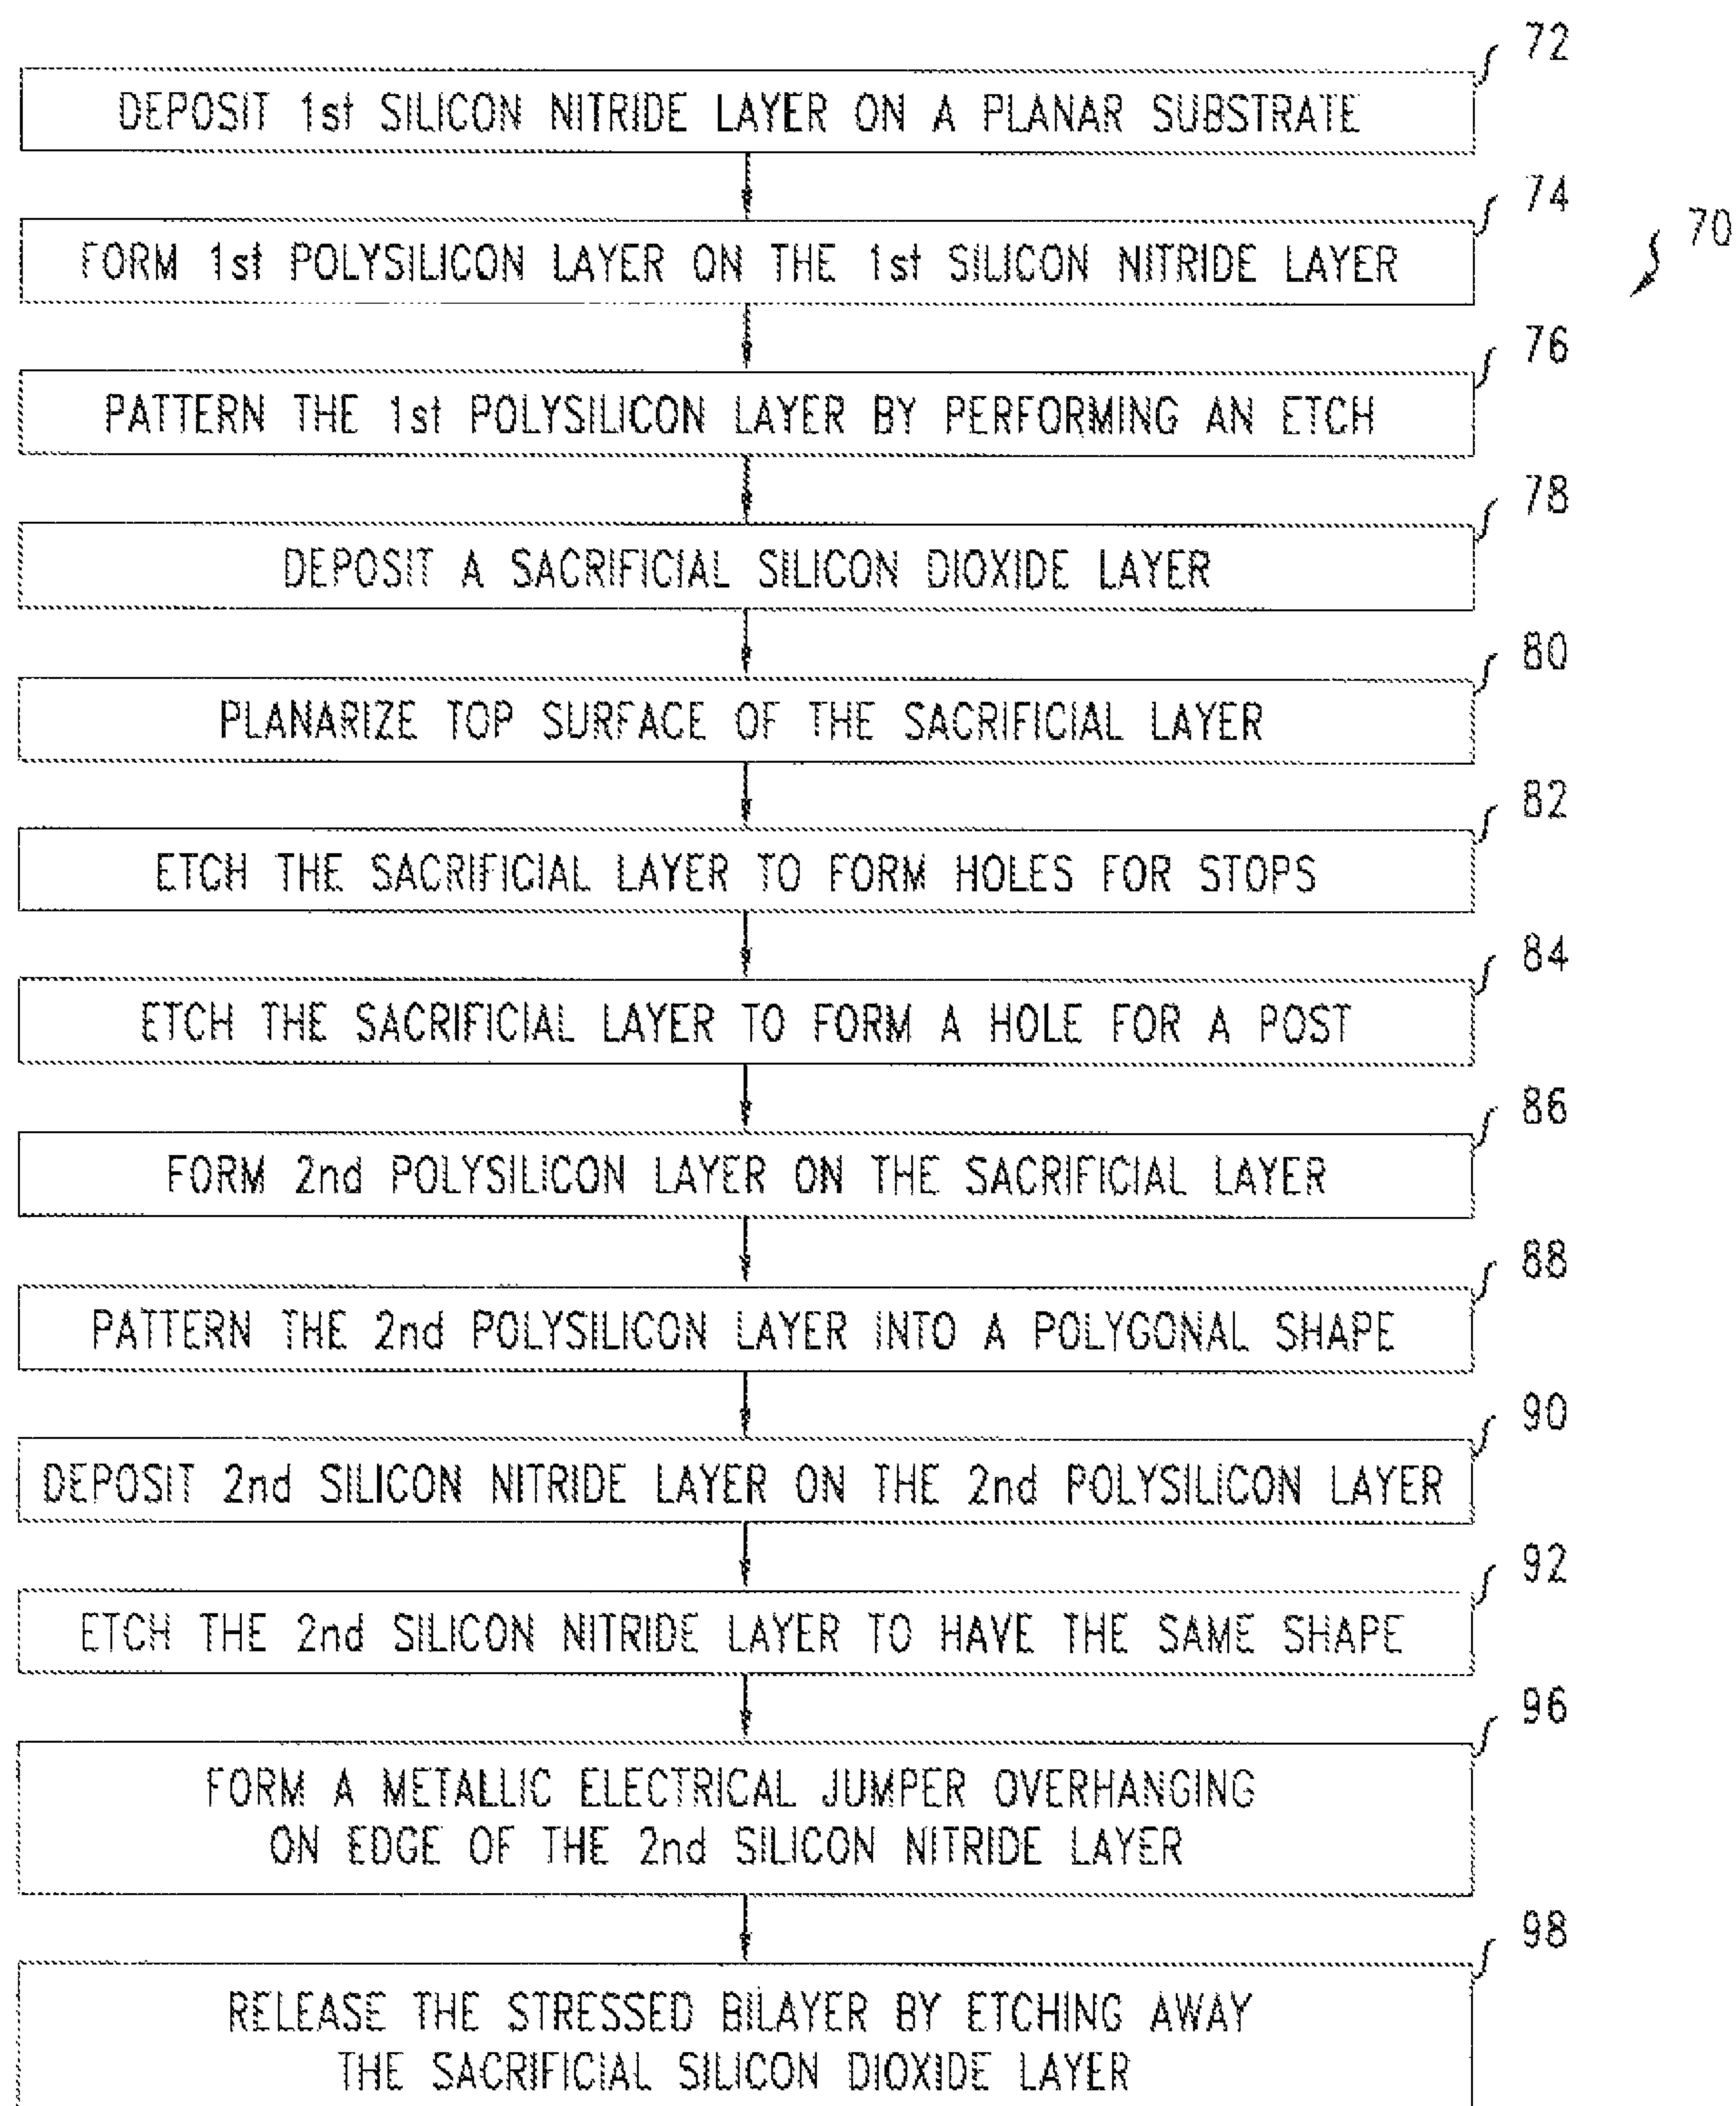 72
DEPOSIT 1st SILICON NITRIDE LAYER ON A PLANAR SUBSTRATE
74
70
FORM 1st POLYSILICON LAYER ON THE 1st SILICON NITRIDE LAYER
76
PATTERN THE 1st POLYSILICON LAYER BY PERFORMING AN ETCH
78
DEPOSIT A SACRIFICIAL SILICON DIOXIDE LAYER
80
PLANARIZE TOP SURFACE OF THE SACRIFICIAL LAYER
82
ETCH THE SACRIFICIAL LAYER TO FORM HOLES FOR STOPS
84
ETCH THE SACRIFICIAL LAYER TO FORM A HOLE FOR A POST
86
FORM 2nd POLYSILICON LAYER ON THE SACRIFICIAL LAYER
88
PATTERN THE 2nd POLYSILICON LAYER INTO A POLYGONAL SHAPE
90
DEPOSIT 2nd SILICON NITRIDE LAYER ON THE 2nd POLYSILICON LAYER
92
ETCH THE 2nd SILICON NITRIDE LAYER TO HAVE THE SAME SHAPE
96
FORM A METALLIC ELECTRICAL JUMPER OVERHANGING
ON EDGE OF THE 2nd SILICON NITRIDE LAYER
98
RELEASE THE STRESSED BILAYER BY ETCHING AWAY
THE SACRIFICIAL SILICON DIOXIDE LAYER